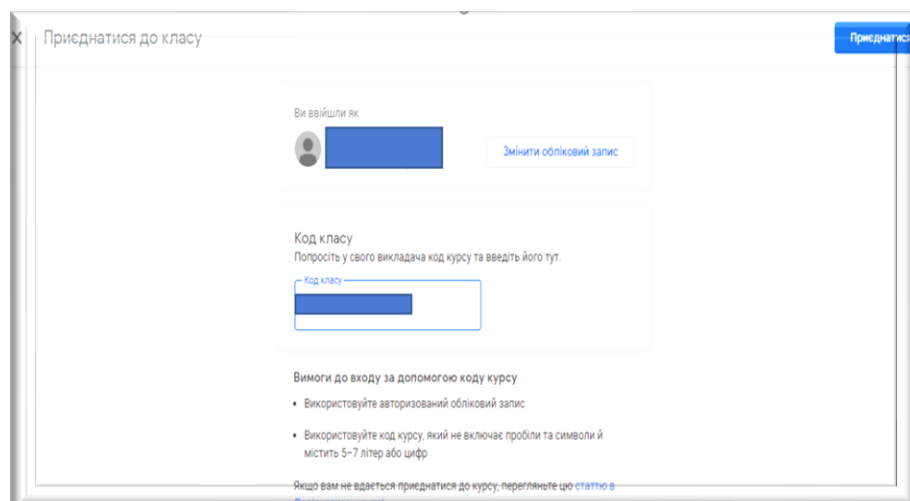 Приєднатися до класу
Приєднатися
Ви ввійшли як
Змінити обліковий запис
Код класу
Попросіть у свого викладача код курсу та введіть його тут.
Код класу
Вимоги до входу за допомогою коду курсу
• Використовуйте авторизований обліковий запис
• Використовуйте код курсу, який не включає пробіли та символи й
містить 5–7 літер або цифр
Якщо вам не вдається приєднатися до курсу, перегляньте цю статтю в